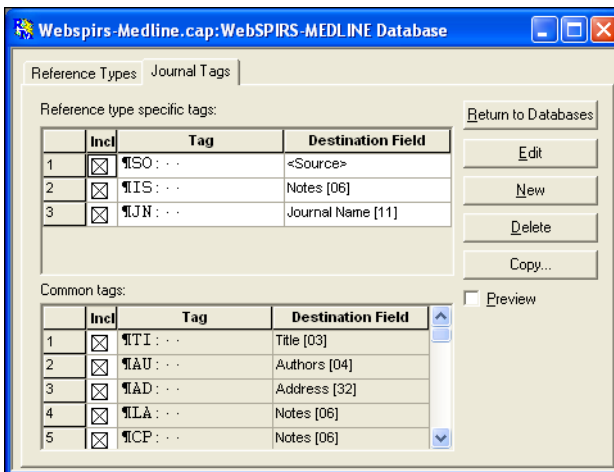 Webspirs-Medline.cap:WebSPIRS-MEDLINE Database
Reference Types Journal Tags
Reference type specific tags:
Incl Tag Destination Field
1 ¶SO: · · <Source>
2 ¶IS: · · Notes [06]
3 ¶JN: · · Journal Name [11]
Return to Databases
Edit
New
Delete
Copy...
Preview
Common tags:
Incl Tag Destination Field
1 ¶TI: · · Title [03]
2 ¶AU: · · Authors [04]
3 ¶AD: · · Address [32]
4 ¶LA: · · Notes [06]
5 ¶CP: · · Notes [06]